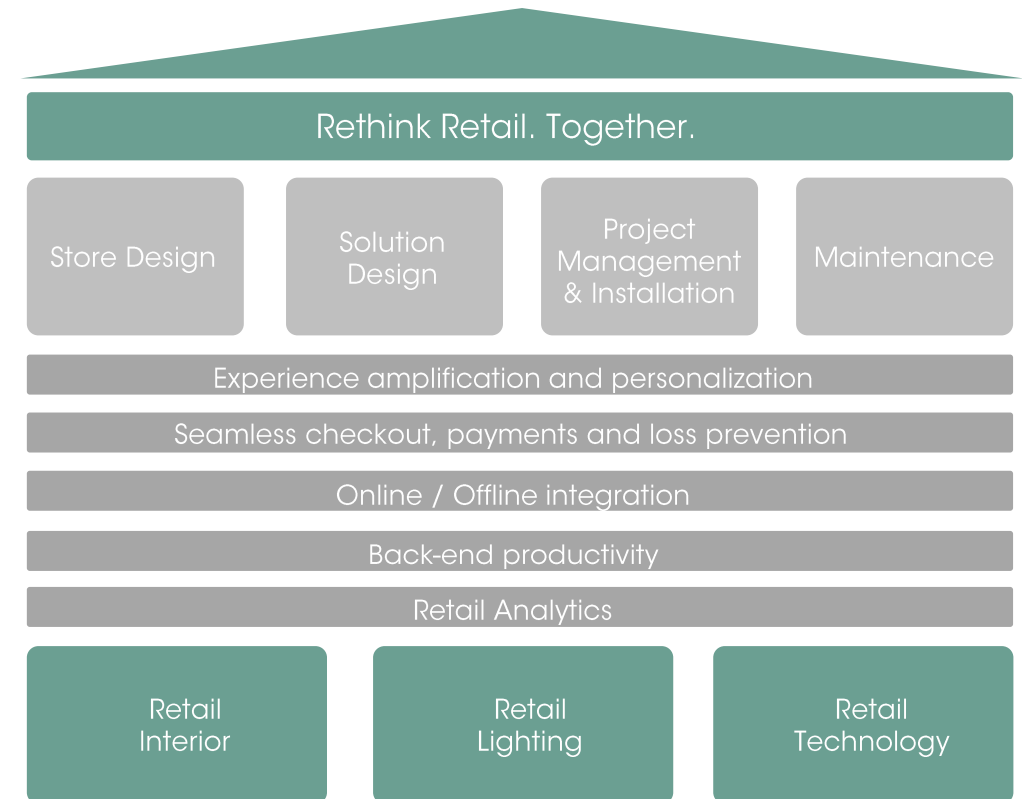 Rethink Retail. Together.
Store Design
Solution
Design
Project
Management
& Installation
Maintenance
Experience amplification and personalization
Seamless checkout, payments and loss prevention
Online / Offline integration
Back-end productivity
Retail Analytics
Retail
Interior
Retail
Lighting
Retail
Technology